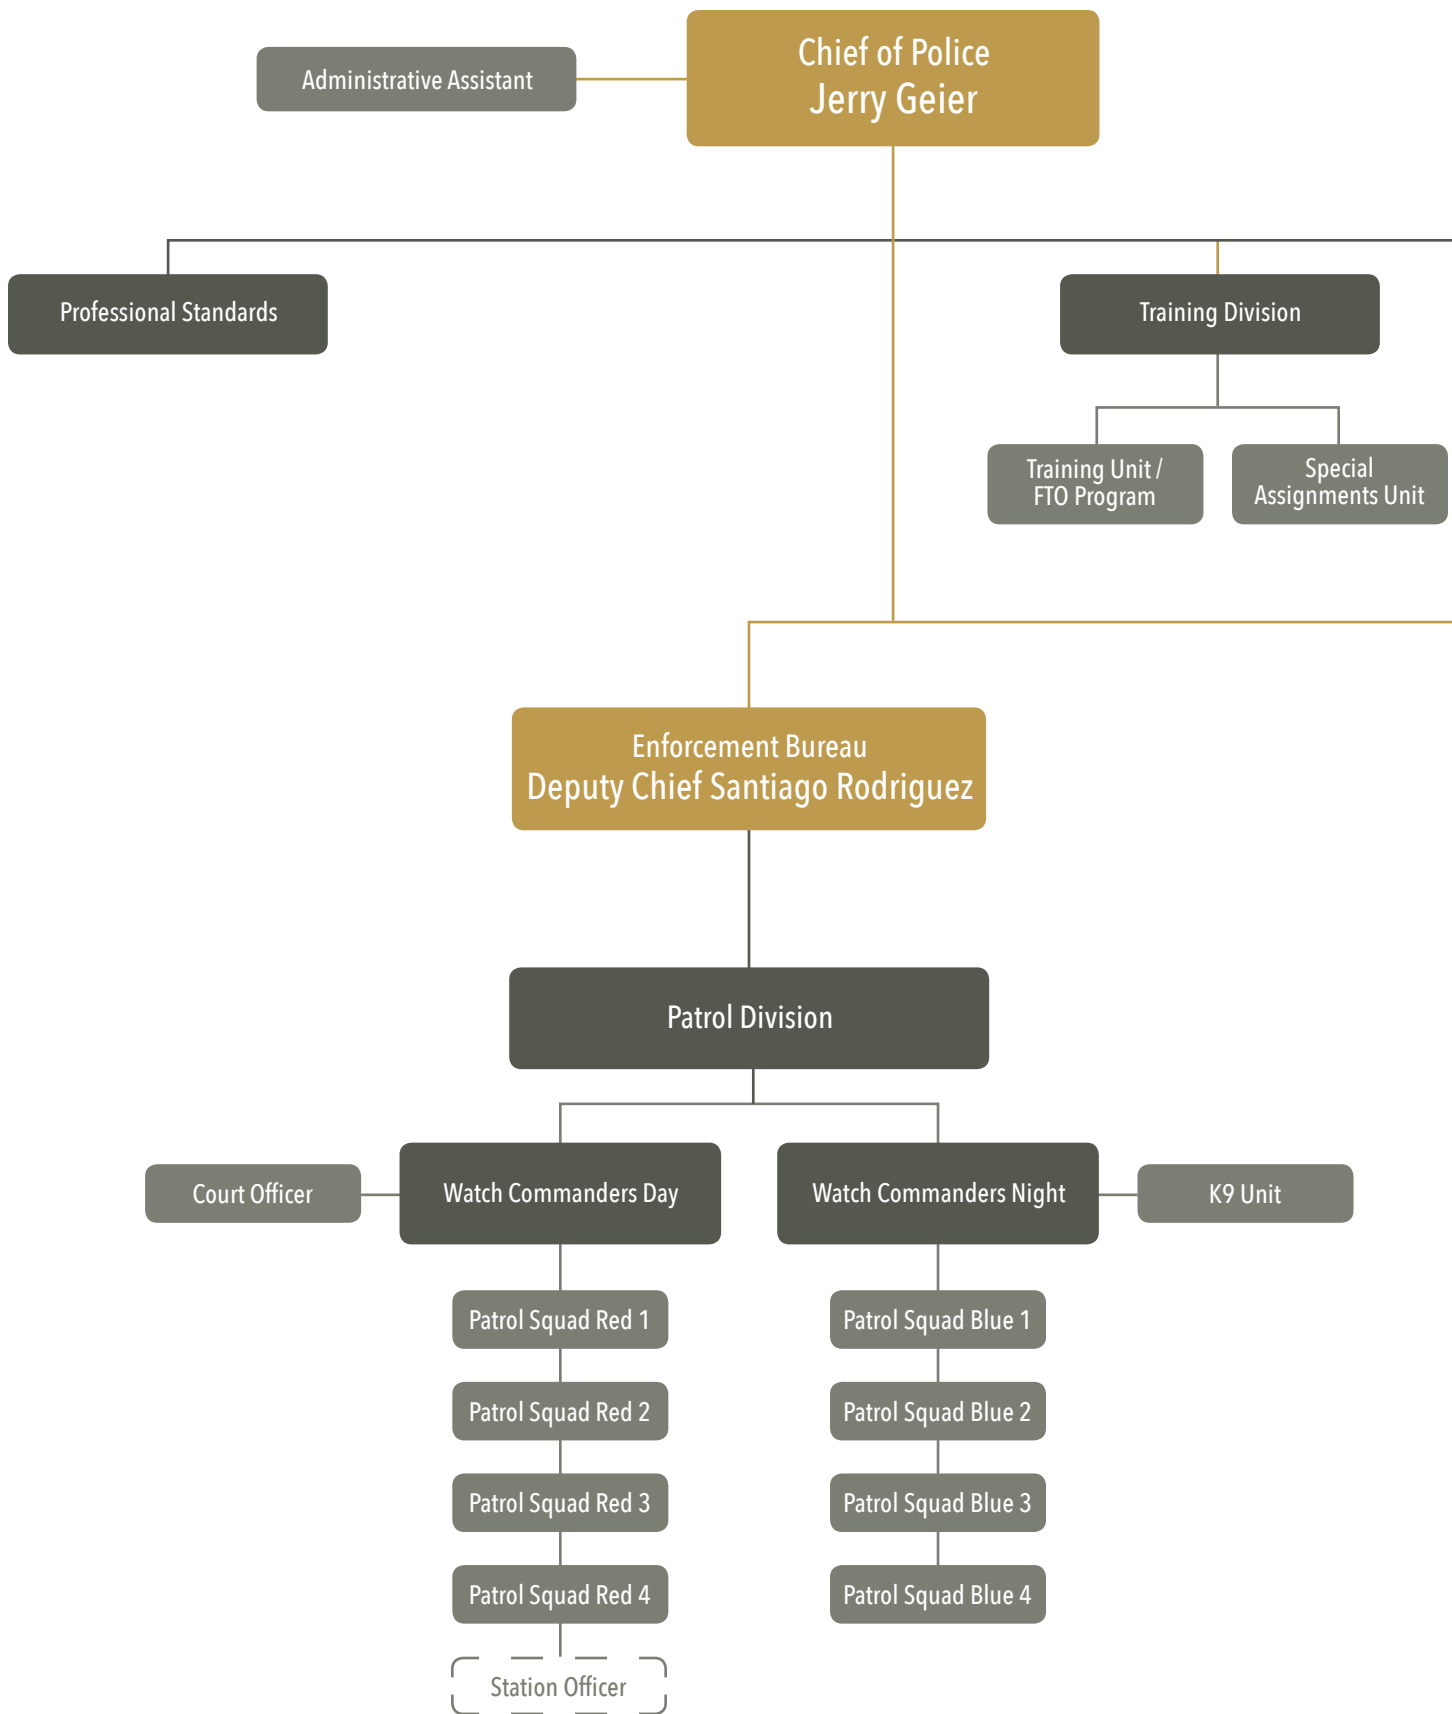 Administrative Assistant
Chief of Police
Jerry Geier
Professional Standards
Training Division
Training Unit /
FTO Program
Special
Assignments Unit
Enforcement Bureau
Deputy Chief Santiago Rodriguez
Patrol Division
Court Officer
Watch Commanders Day
Watch Commanders Night
K9 Unit
Patrol Squad Red 1
Patrol Squad Blue 1
Patrol Squad Red 2
Patrol Squad Blue 2
Patrol Squad Red 3
Patrol Squad Blue 3
Patrol Squad Red 4
Patrol Squad Blue 4
Station Officer